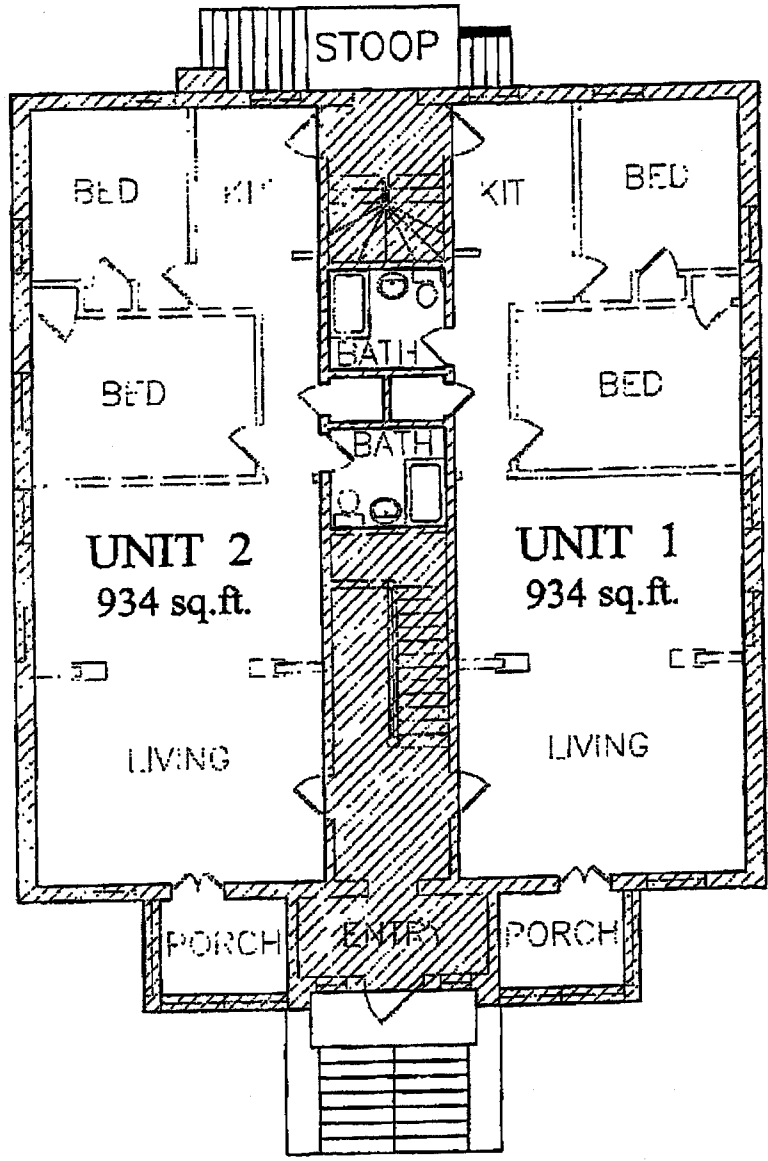 STOOP
BED
KIT
KIT
BED
BATH
BED
BED
BATH
UNIT 2
934 sq.ft.
UNIT 1
934 sq.ft.
LIVING
LIVING
PORCH
ENTRY
PORCH